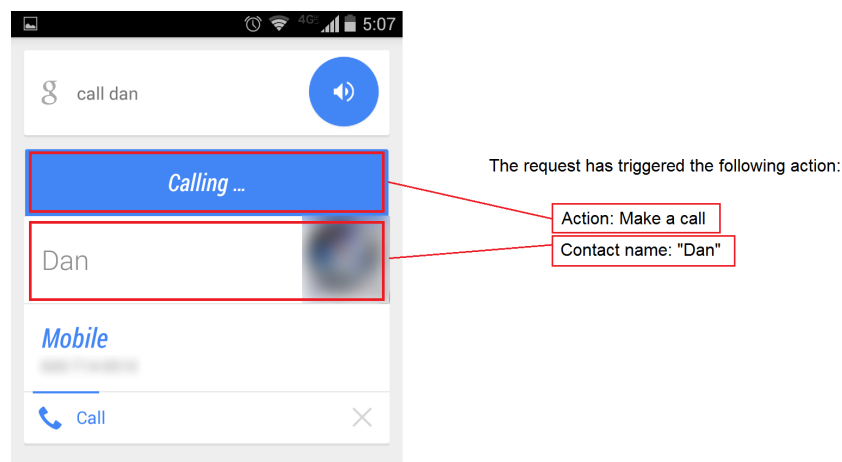 4G 5:07
g call dan
The request has triggered the following action:
Calling ...
Action: Make a call
Contact name: "Dan"
Dan
Mobile
Call